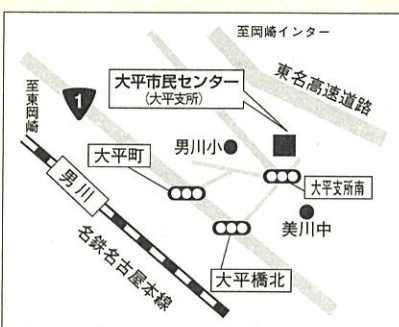 至岡崎インター
東名高速道路
大平市民センター
(大平支所)
至東岡崎
1
大平町
男川小
大平支所南
男川
美川中
名鉄名古屋本線
大平橋北